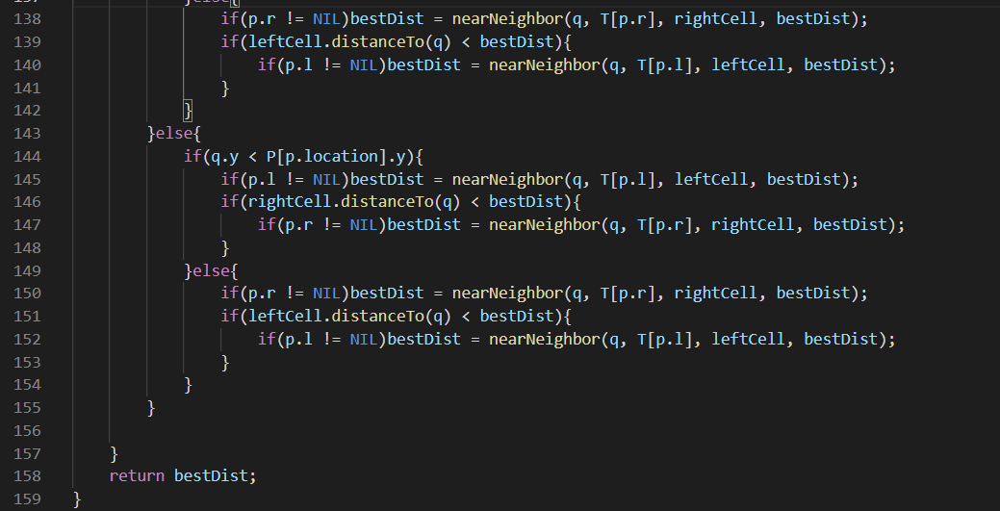 137 }else{
138 if(p.r != NIL)bestDist = nearNeighbor(q, T[p.r], rightCell, bestDist);
139 if(leftCell.distanceTo(q) < bestDist){
140 if(p.l != NIL)bestDist = nearNeighbor(q, T[p.l], leftCell, bestDist);
141 }
142 }
143 }else{
144 if(q.y < P[p.location].y){
145 if(p.l != NIL)bestDist = nearNeighbor(q, T[p.l], leftCell, bestDist);
146 if(rightCell.distanceTo(q) < bestDist){
147 if(p.r != NIL)bestDist = nearNeighbor(q, T[p.r], rightCell, bestDist);
148 }
149 }else{
150 if(p.r != NIL)bestDist = nearNeighbor(q, T[p.r], rightCell, bestDist);
151 if(leftCell.distanceTo(q) < bestDist){
152 if(p.l != NIL)bestDist = nearNeighbor(q, T[p.l], leftCell, bestDist);
153 }
154 }
155 }
156
157 }
158 return bestDist;
159 }